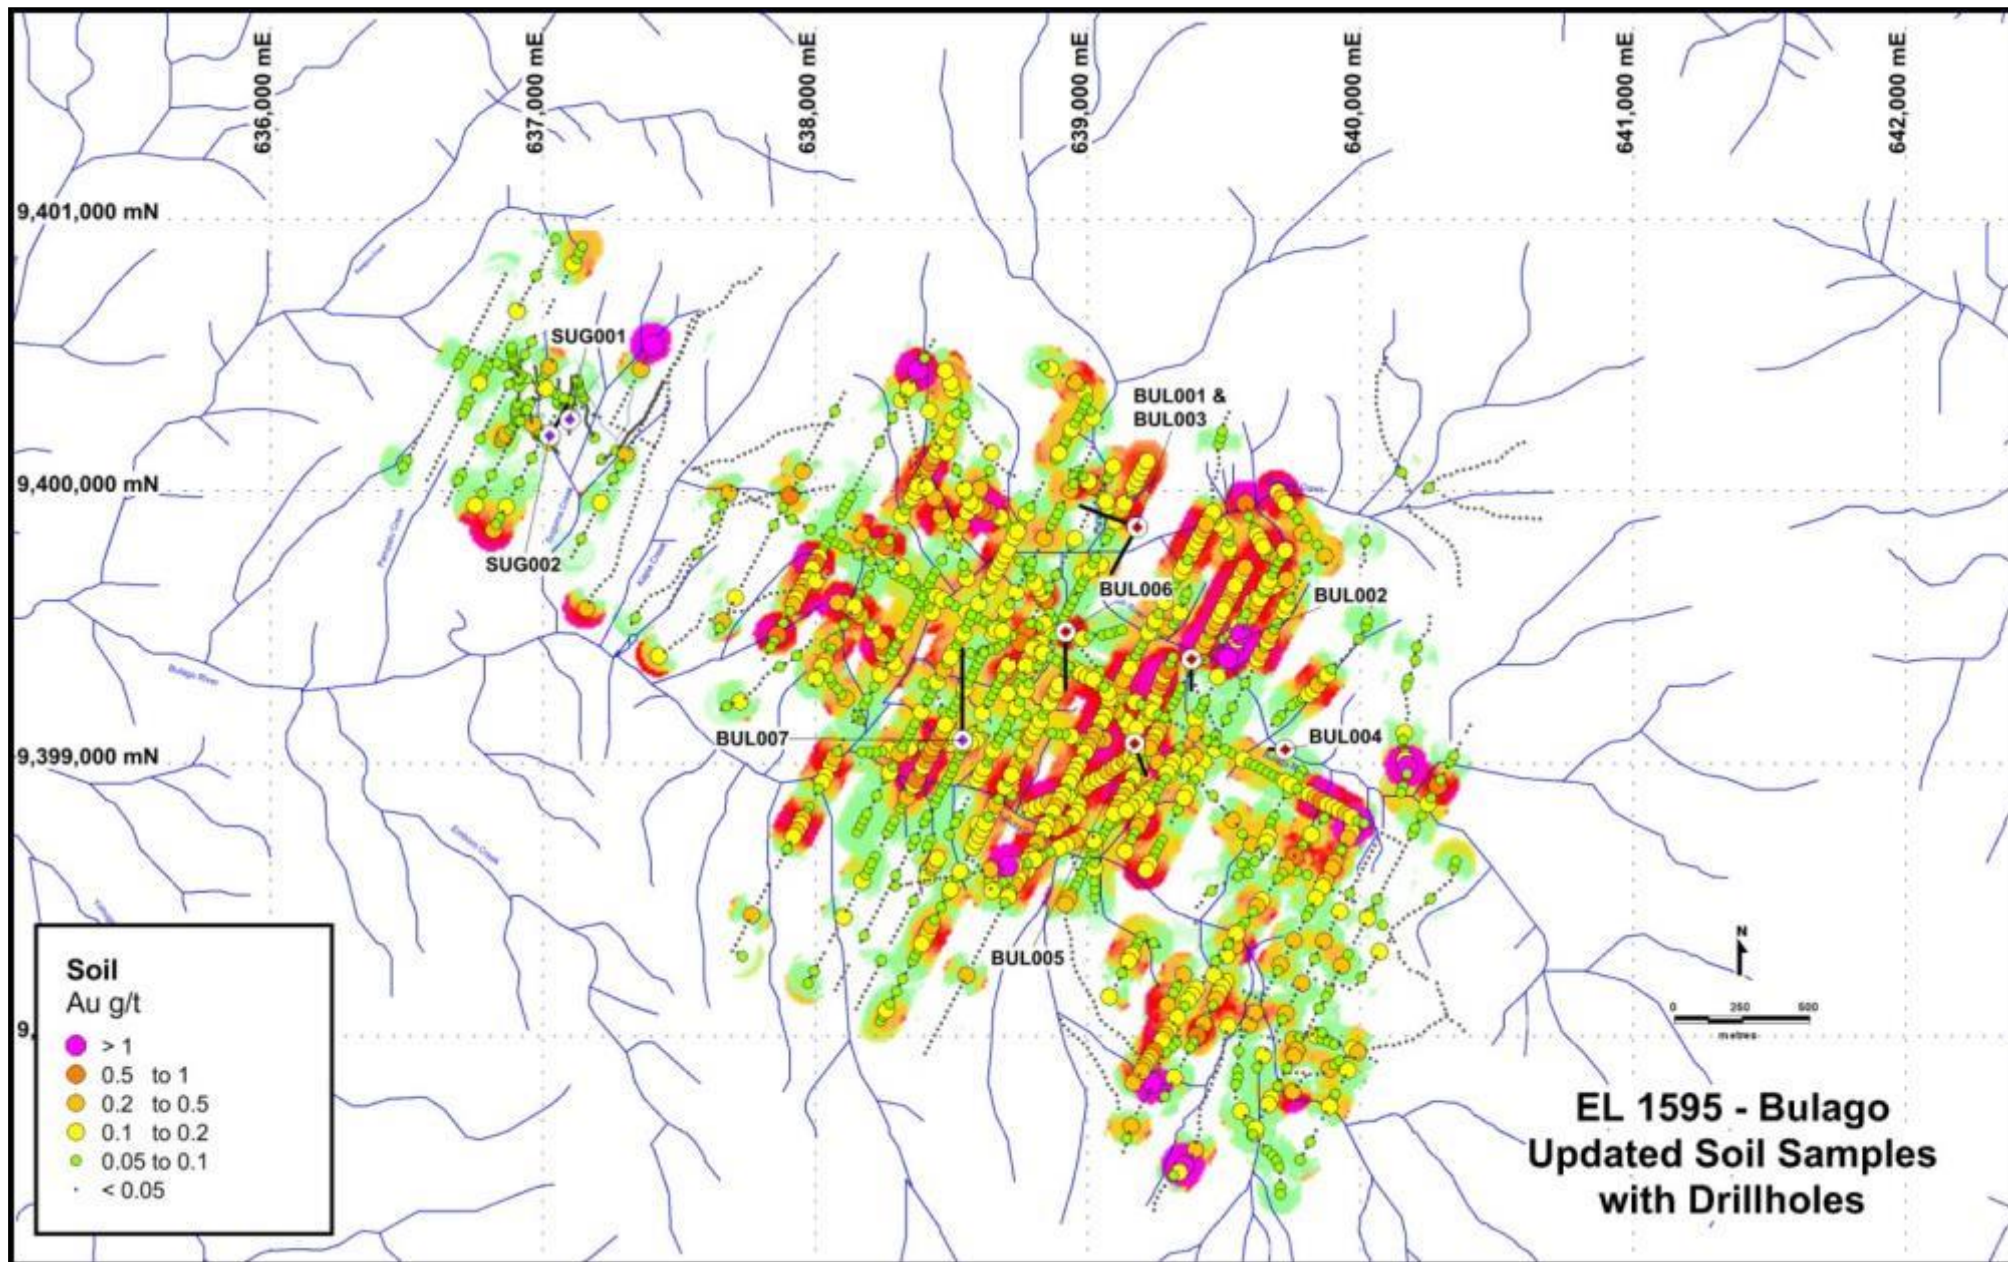 636,000 mE
637,000 mE
638,000 mE
639,000 mE
640,000 mE
641,000 mE
642,000 mE
9,401,000 mN
SUG001
BUL001 &
BUL003
9,400,000 mN
SUG002
BUL006
BUL002
Bulago River
BUL007
BUL004
9,399,000 mN
BUL005
9,
N
0 250 500
metres
Soil
Au g/t
> 1
0.5 to 1
0.2 to 0.5
0.1 to 0.2
0.05 to 0.1
< 0.05
EL 1595 - Bulago
Updated Soil Samples
with Drillholes